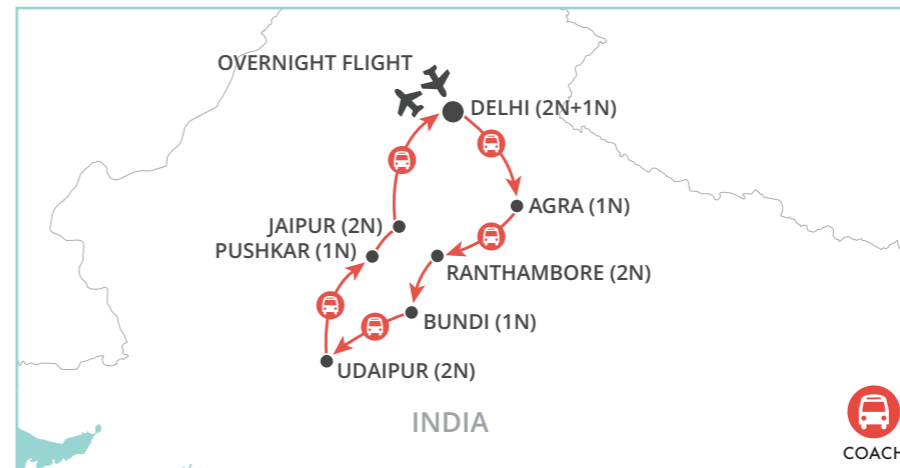 OVERNIGHT FLIGHT
DELHI (2N+1N)
AGRA (1N)
JAIPUR (2N)
PUSHKAR (1N)
RANTHAMBORE (2N)
BUNDI (1N)
UDAIPUR (2N)
INDIA
COACH